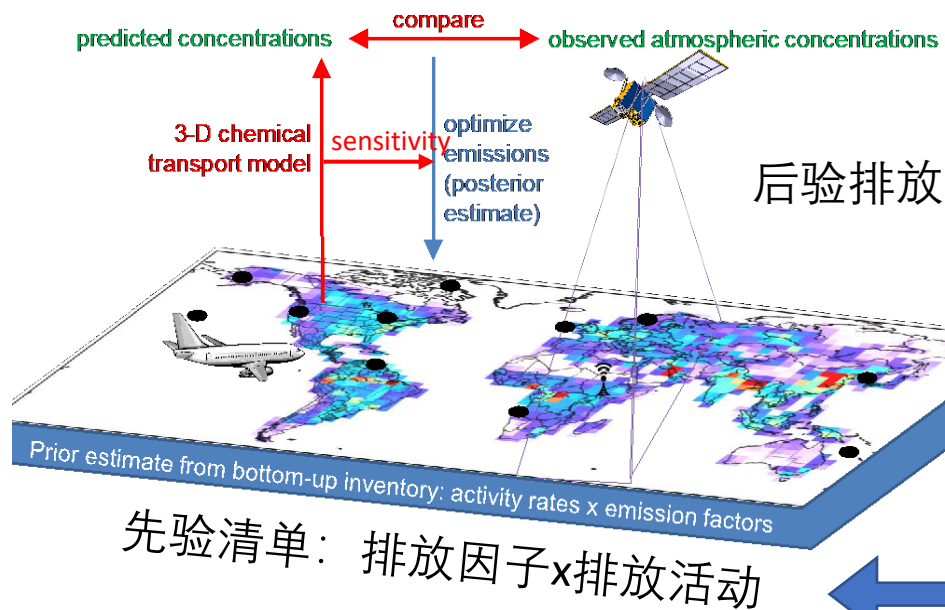 compare
predicted concentrations
observed atmospheric concentrations
3-D chemical
transport model
sensitivity
optimize
emissions
(posterior
estimate)
后验排放
Prior estimate from bottom-up inventory: activity rates x emission factors
先验清单：排放因子x排放活动